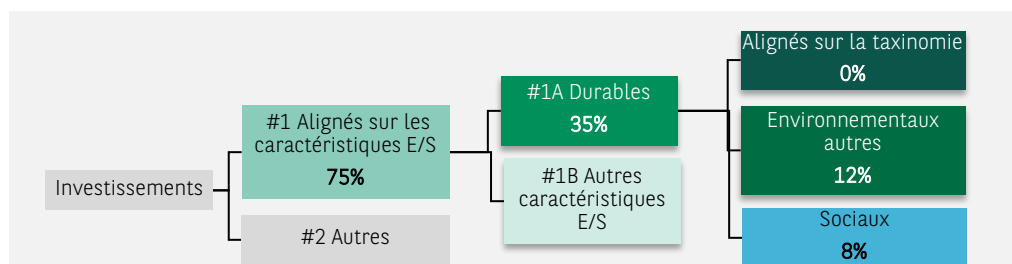 Investissements
#1 Alignés sur les
caractéristiques E/S
75%
#2 Autres
#1A Durables
35%
#1B Autres
caractéristiques
E/S
Alignés sur la taxinomie
0%
Environnementaux
autres
12%
Sociaux
8%